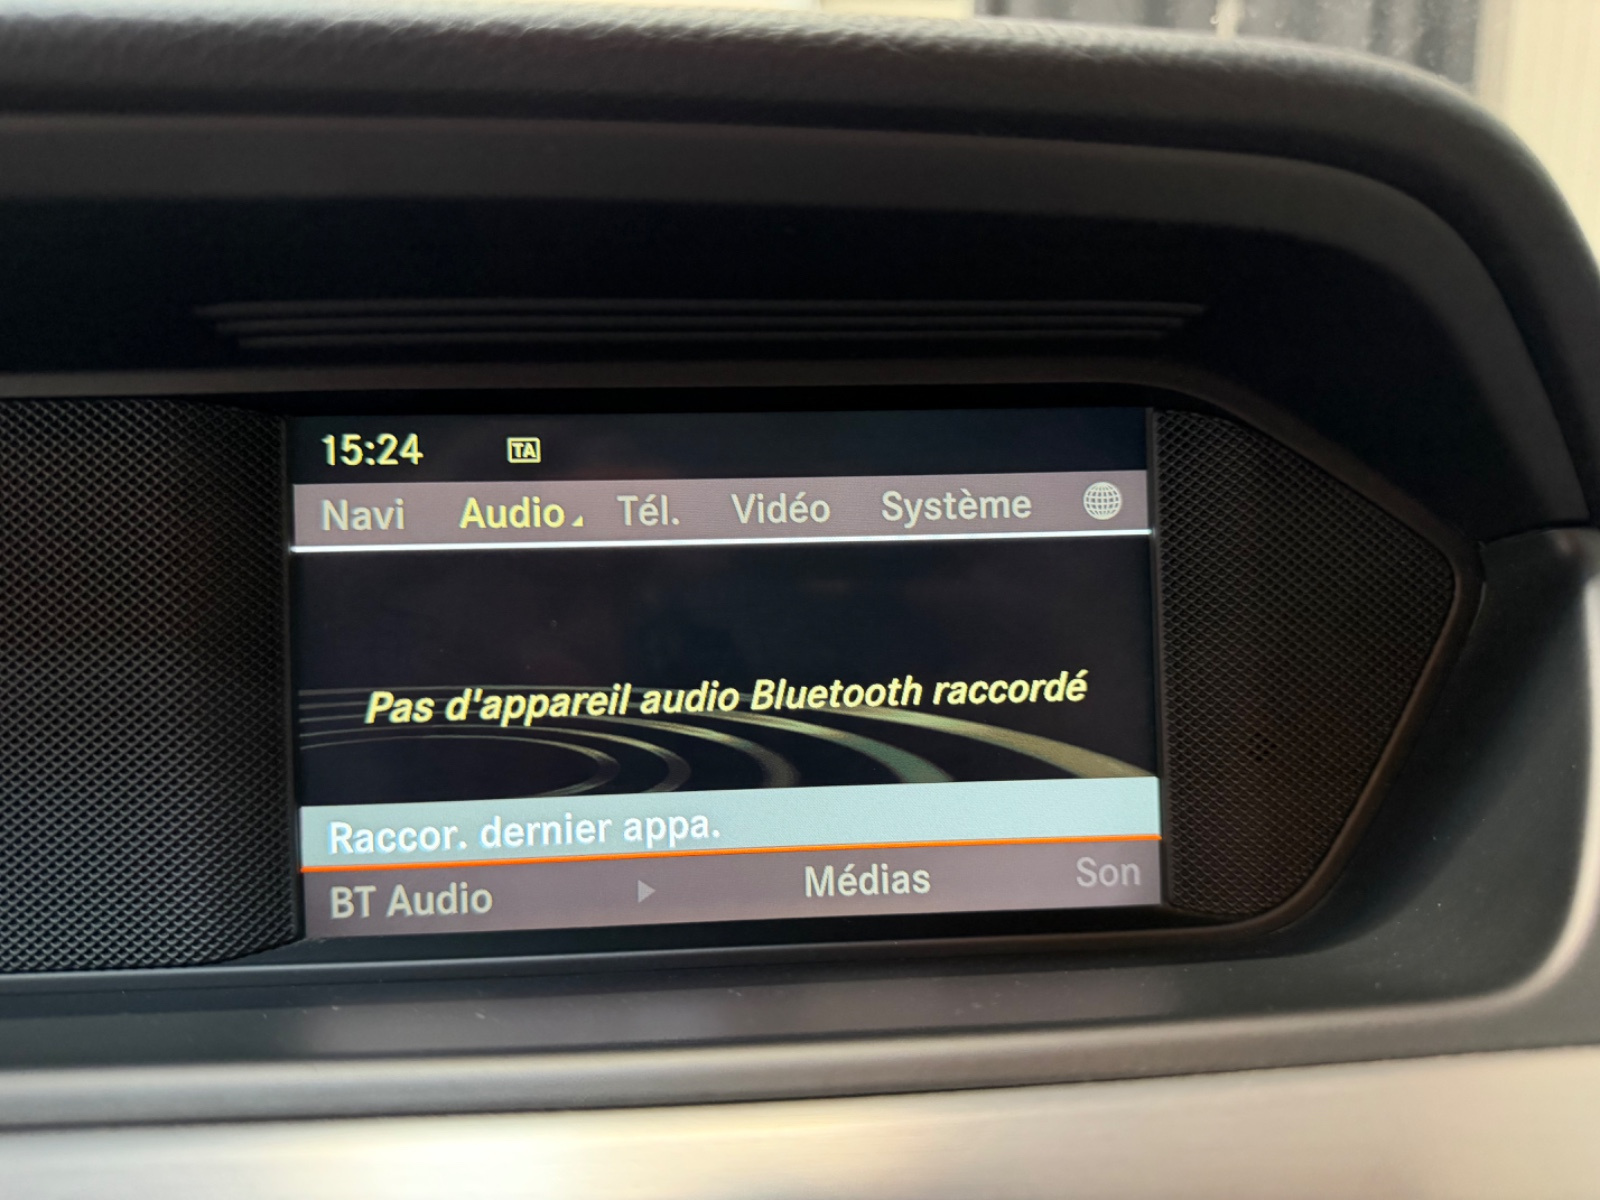 15:24 TA
Navi Audio Tél. Vidéo Système
Pas d'appareil audio Bluetooth raccordé
Raccor. dernier appa.
BT Audio Médias Son